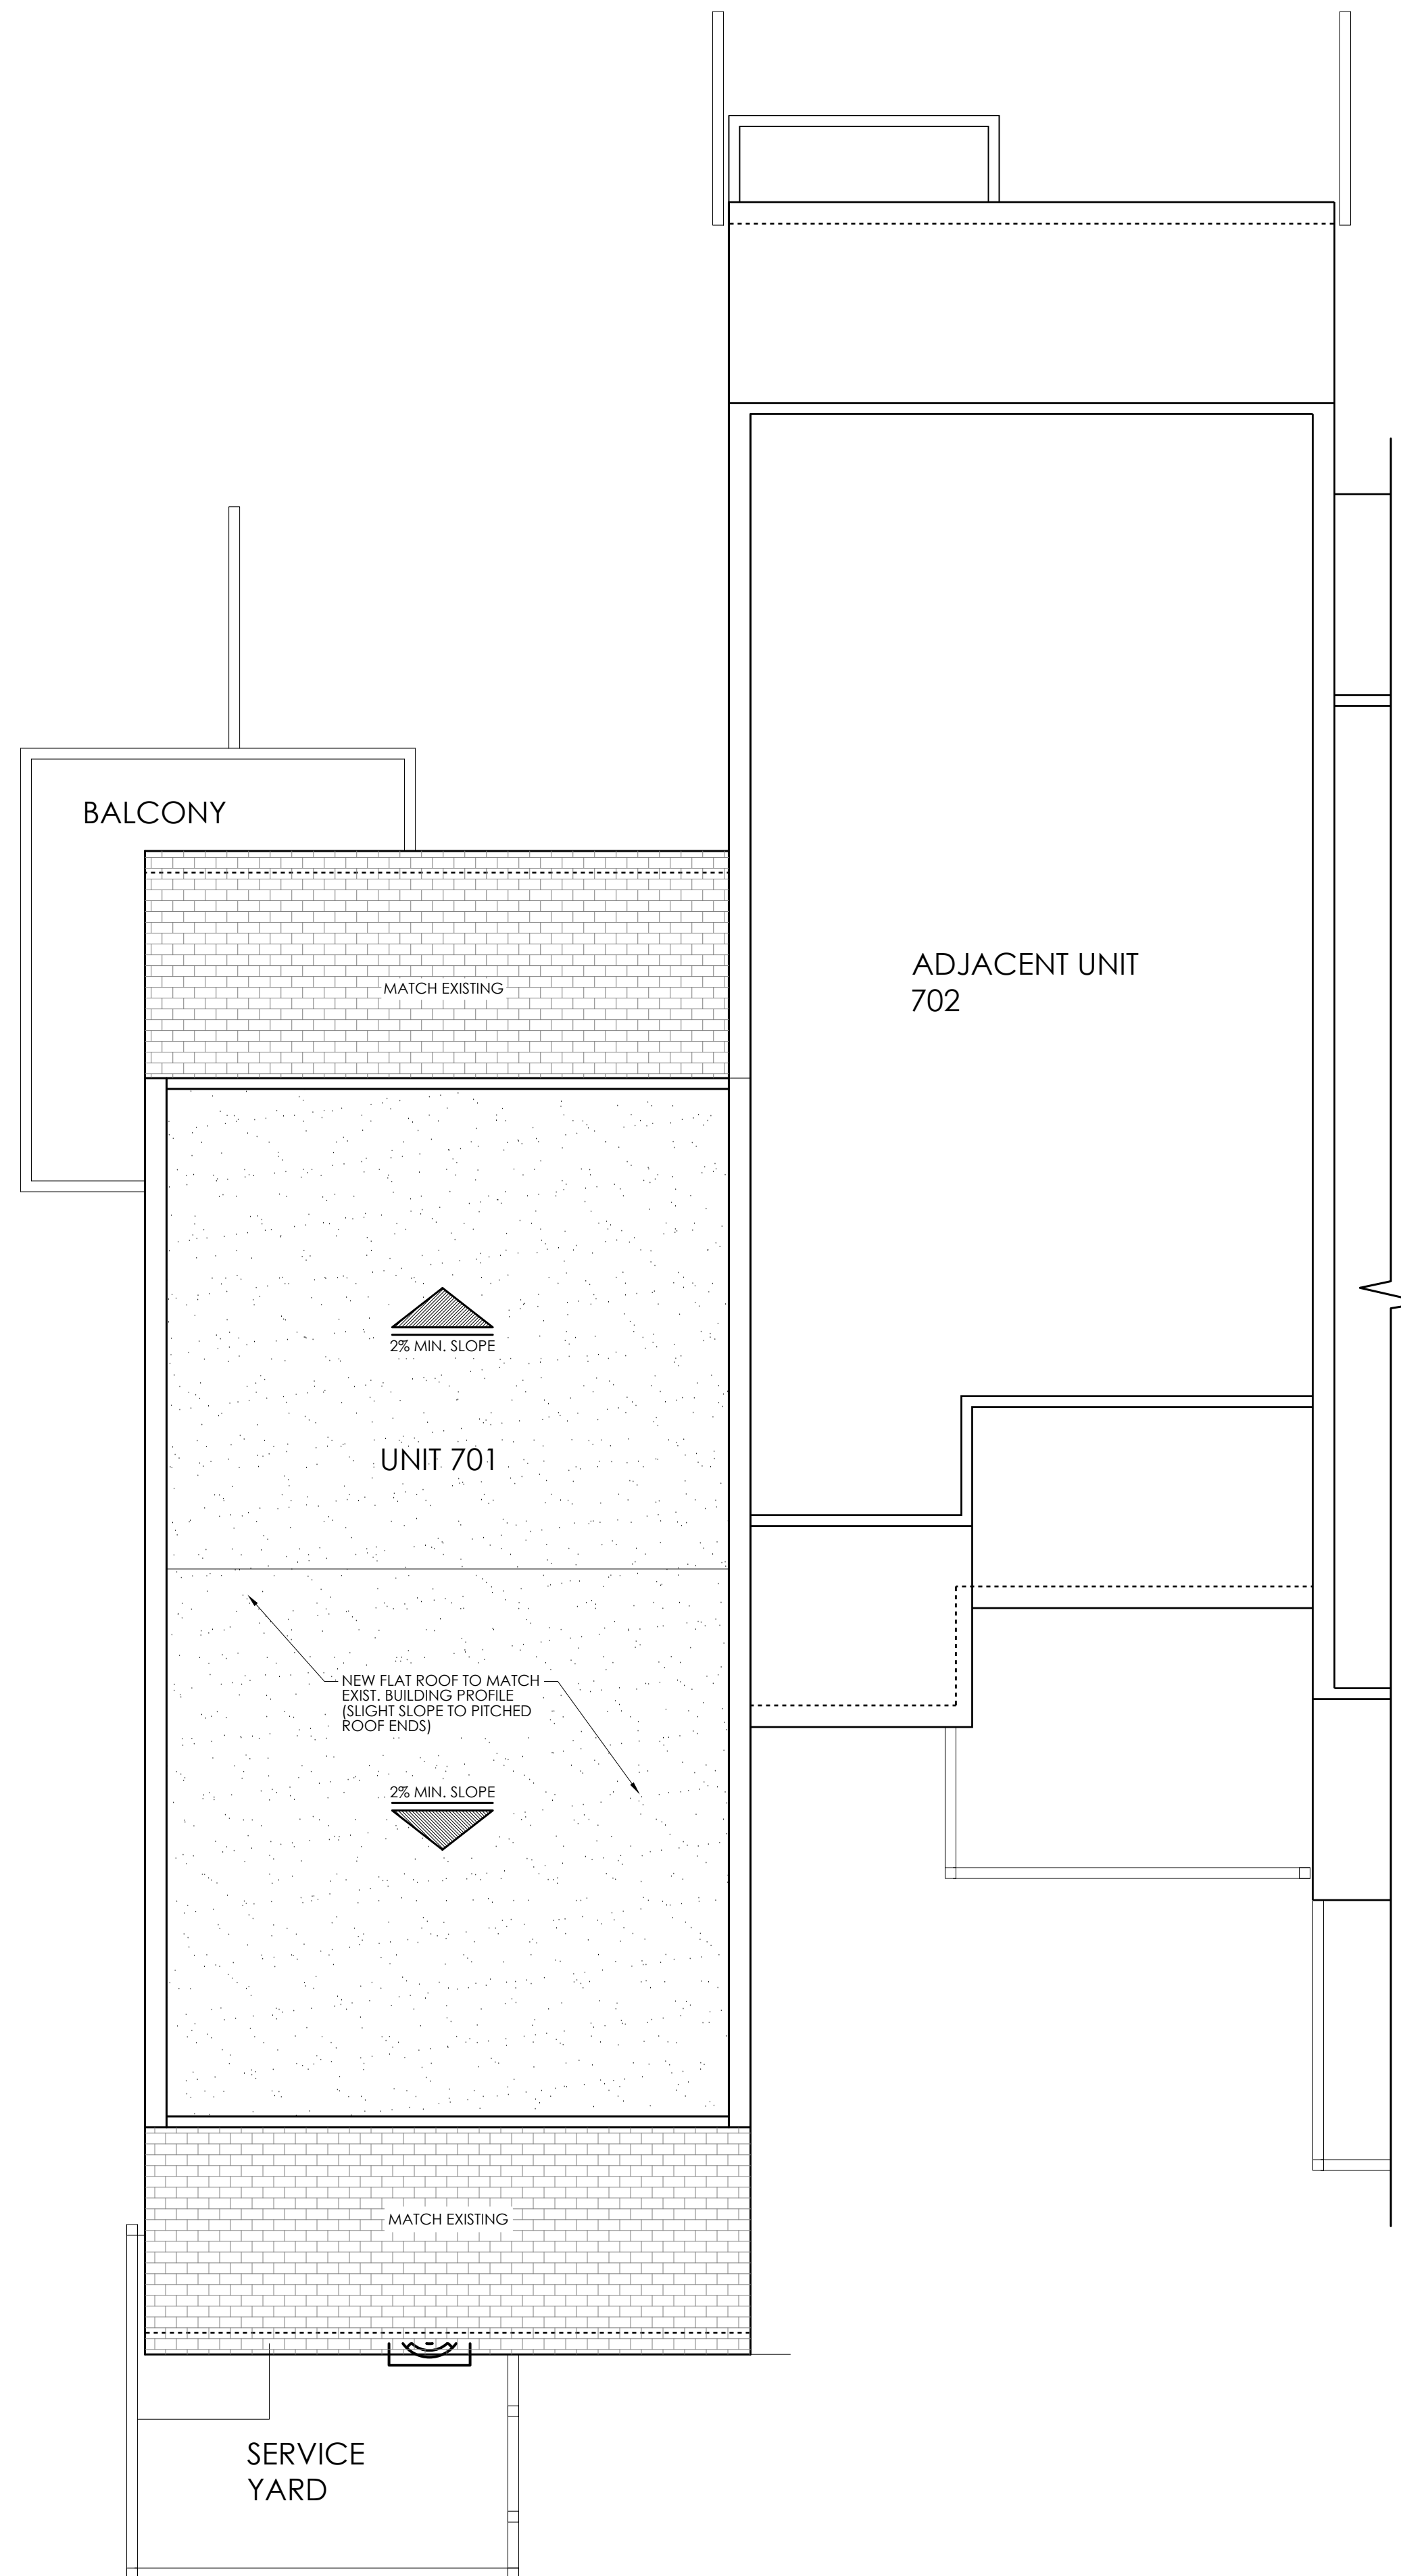 BALCONY
ADJACENT UNIT
702
MATCH EXISTING
2% MIN. SLOPE
UNIT 701
NEW FLAT ROOF TO MATCH
EXIST. BUILDING PROFILE
(SLIGHT SLOPE TO PITCHED
ROOF ENDS)
2% MIN. SLOPE
MATCH EXISTING
SERVICE
YARD